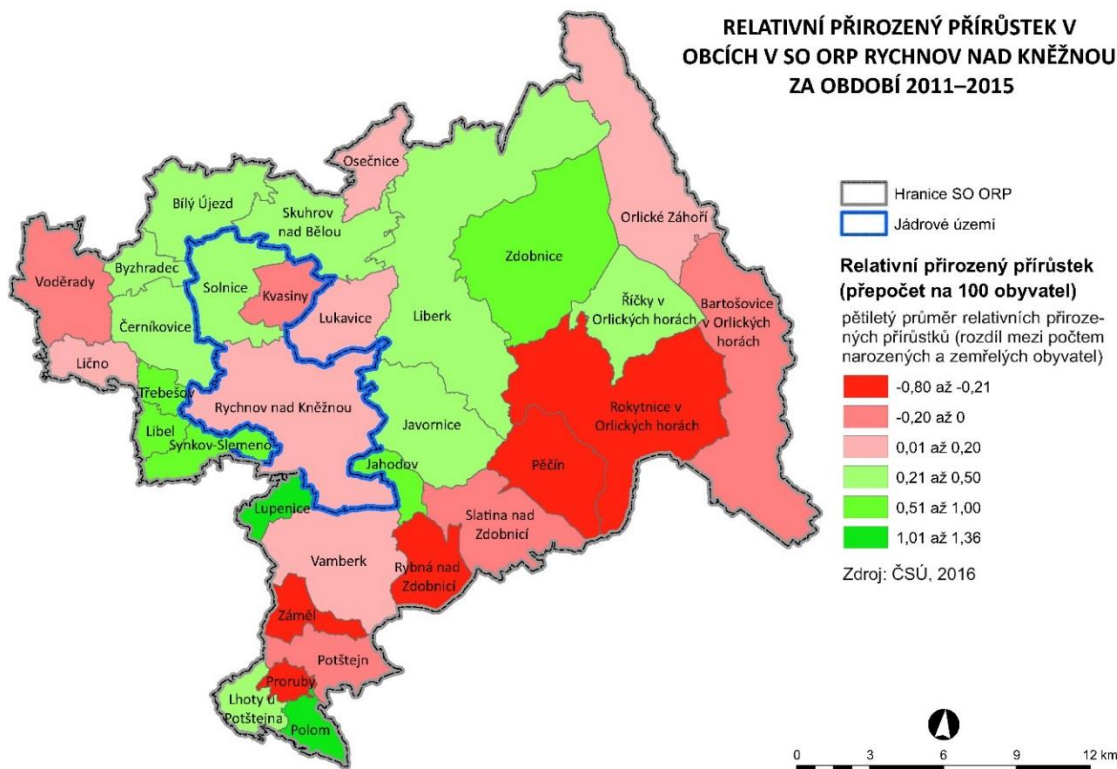 RELATIVNÍ PŘIROZENÝ PŘÍRŮSTEK V
OBCÍCH V SO ORP RYCHNOV NAD KNĚŽNOU
ZA OBDOBÍ 2011–2015
Osečnice
Bílý Újezd
Skuhrov
nad Bělou
Orlické Záhoří
Zdobnice
Byzhradec
Voděrady
Solnice
Kvasiny
Bartošovice
v Orlických
horách
Říčky v
Orlických horách
Lukavice
Liberk
Černíkovice
Lično
Třebešov
Rychnov nad Kněžnou
Javornice
Rokytnice v
Orlických horách
Libel
Synkov-Slemeno
Jahodov
Pěčín
Lupenice
Slatina nad
Zdobnicí
Vamberk
Rybná nad
Zdobnicí
Záměl
Potštejn
Proruby
Lhoty u
Potštejna
Polom
Hranice SO ORP
Jádrové území
Relativní přirozený přírůstek
(přepočet na 100 obyvatel)
pětiletý průměr relativních přiroze-
ných přírůstků (rozdíl mezi počtem
narozených a zemřelých obyvatel)
-0,80 až -0,21
-0,20 až 0
0,01 až 0,20
0,21 až 0,50
0,51 až 1,00
1,01 až 1,36
Zdroj: ČSÚ, 2016
0 3 6 9 12 km